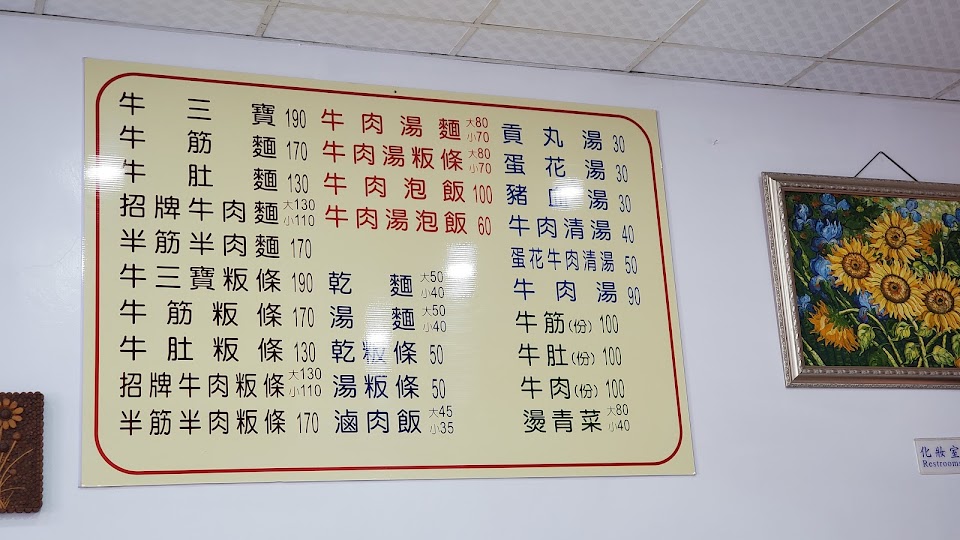 牛三寶 190
牛筋麵 170
牛肚麵 130
招牌牛肉麵 大130 小110
半筋半肉麵 170
牛三寶粄條 190
牛筋粄條 170
牛肚粄條 130
招牌牛肉粄條 大130 小110
半筋半肉粄條 170
牛肉湯麵 大80 小70
牛肉湯粄條 大80 小70
牛肉泡飯 100
牛肉湯泡飯 60
乾麵 大50 小40
湯麵 大50 小40
乾粄條 50
湯粄條 50
滷肉飯 大45 小35
貢丸湯 30
蛋花湯 30
豬血湯 30
牛肉清湯 40
蛋花牛肉清湯 50
牛肉湯 90
牛筋(份) 100
牛肚(份) 100
牛肉(份) 100
燙青菜 大80 小40
化妝室
Restrooms